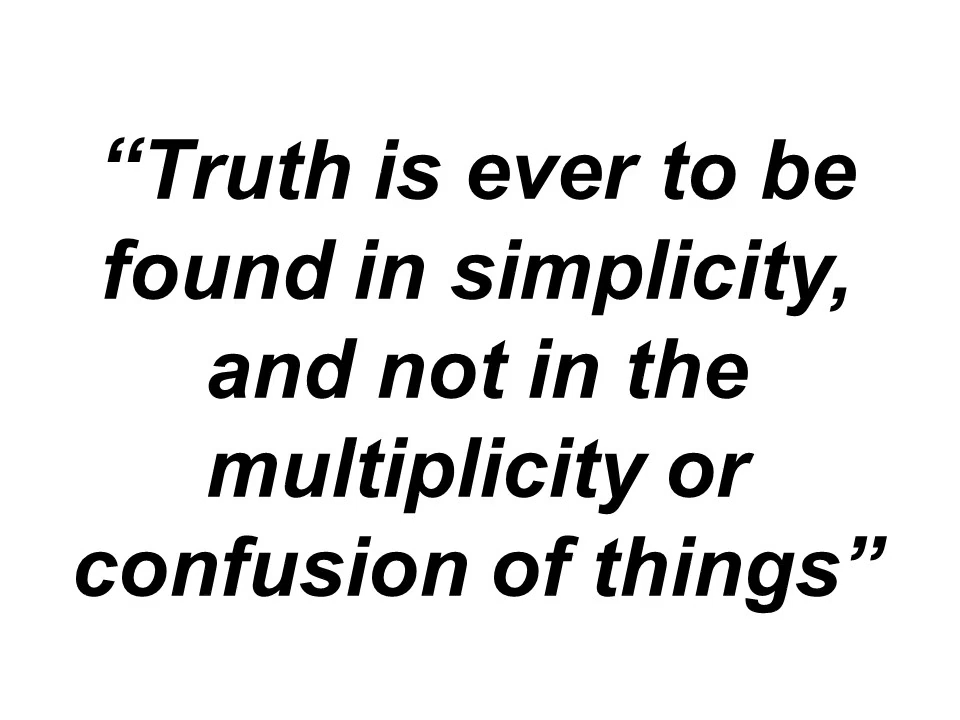 “Truth is ever to be
found in simplicity,
and not in the
multiplicity or
confusion of things”